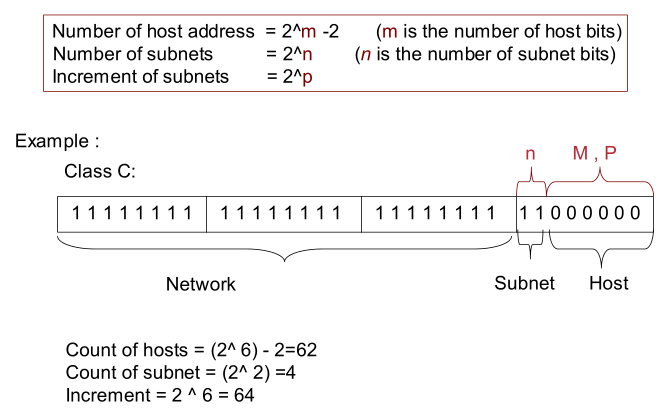 Number of host address = 2^m -2 (m is the number of host bits)
Number of subnets = 2^n (n is the number of subnet bits)
Increment of subnets = 2^p
Example :
Class C:
n M , P
1 1 1 1 1 1 1 1 1 1 1 1 1 1 1 1 1 1 1 1 1 1 1 1 1 1 0 0 0 0 0 0
Network Subnet Host
Count of hosts = (2^ 6) - 2=62
Count of subnet = (2^ 2) =4
Increment = 2 ^ 6 = 64